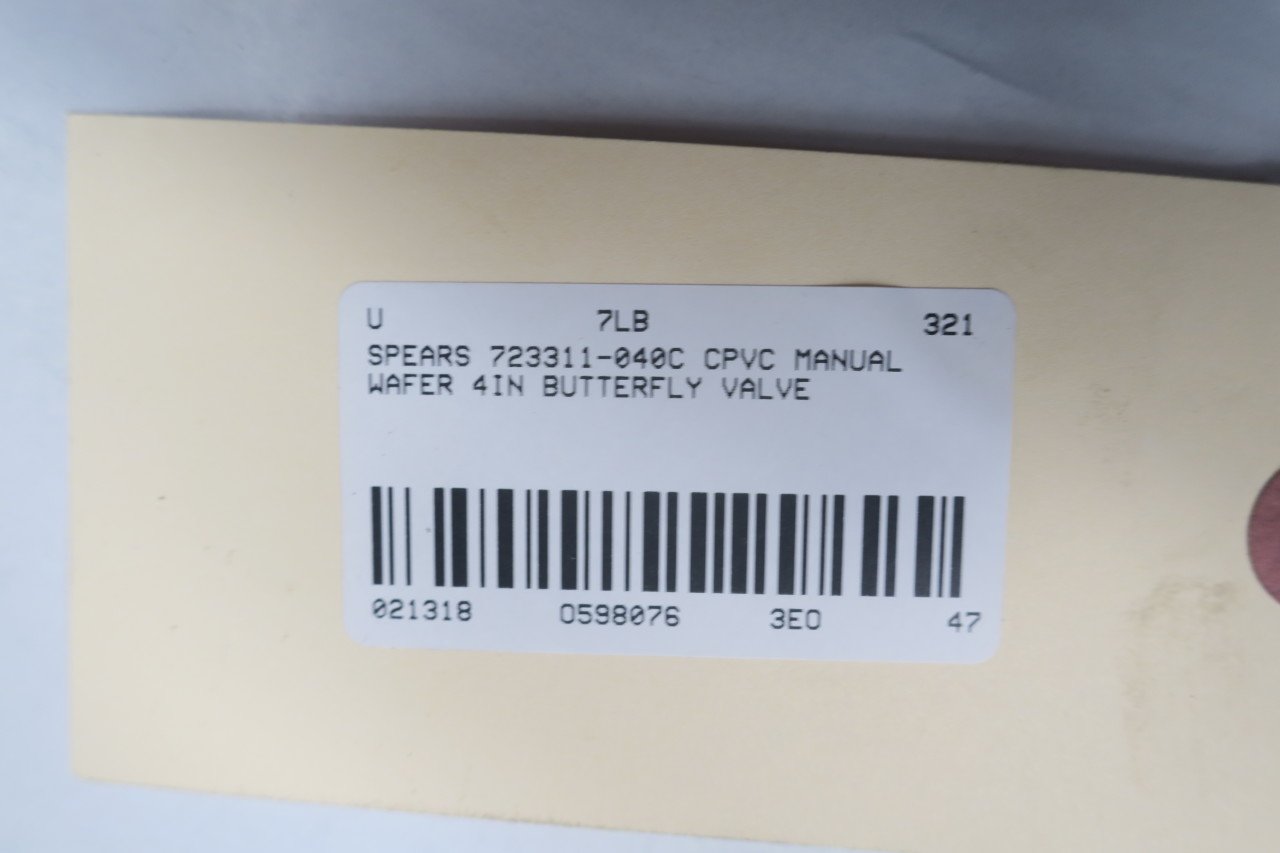 U 7LB 321
SPEARS 723311-040C CPVC MANUAL
WAFER 4IN BUTTERFLY VALVE
021318 0598076 3E0 47